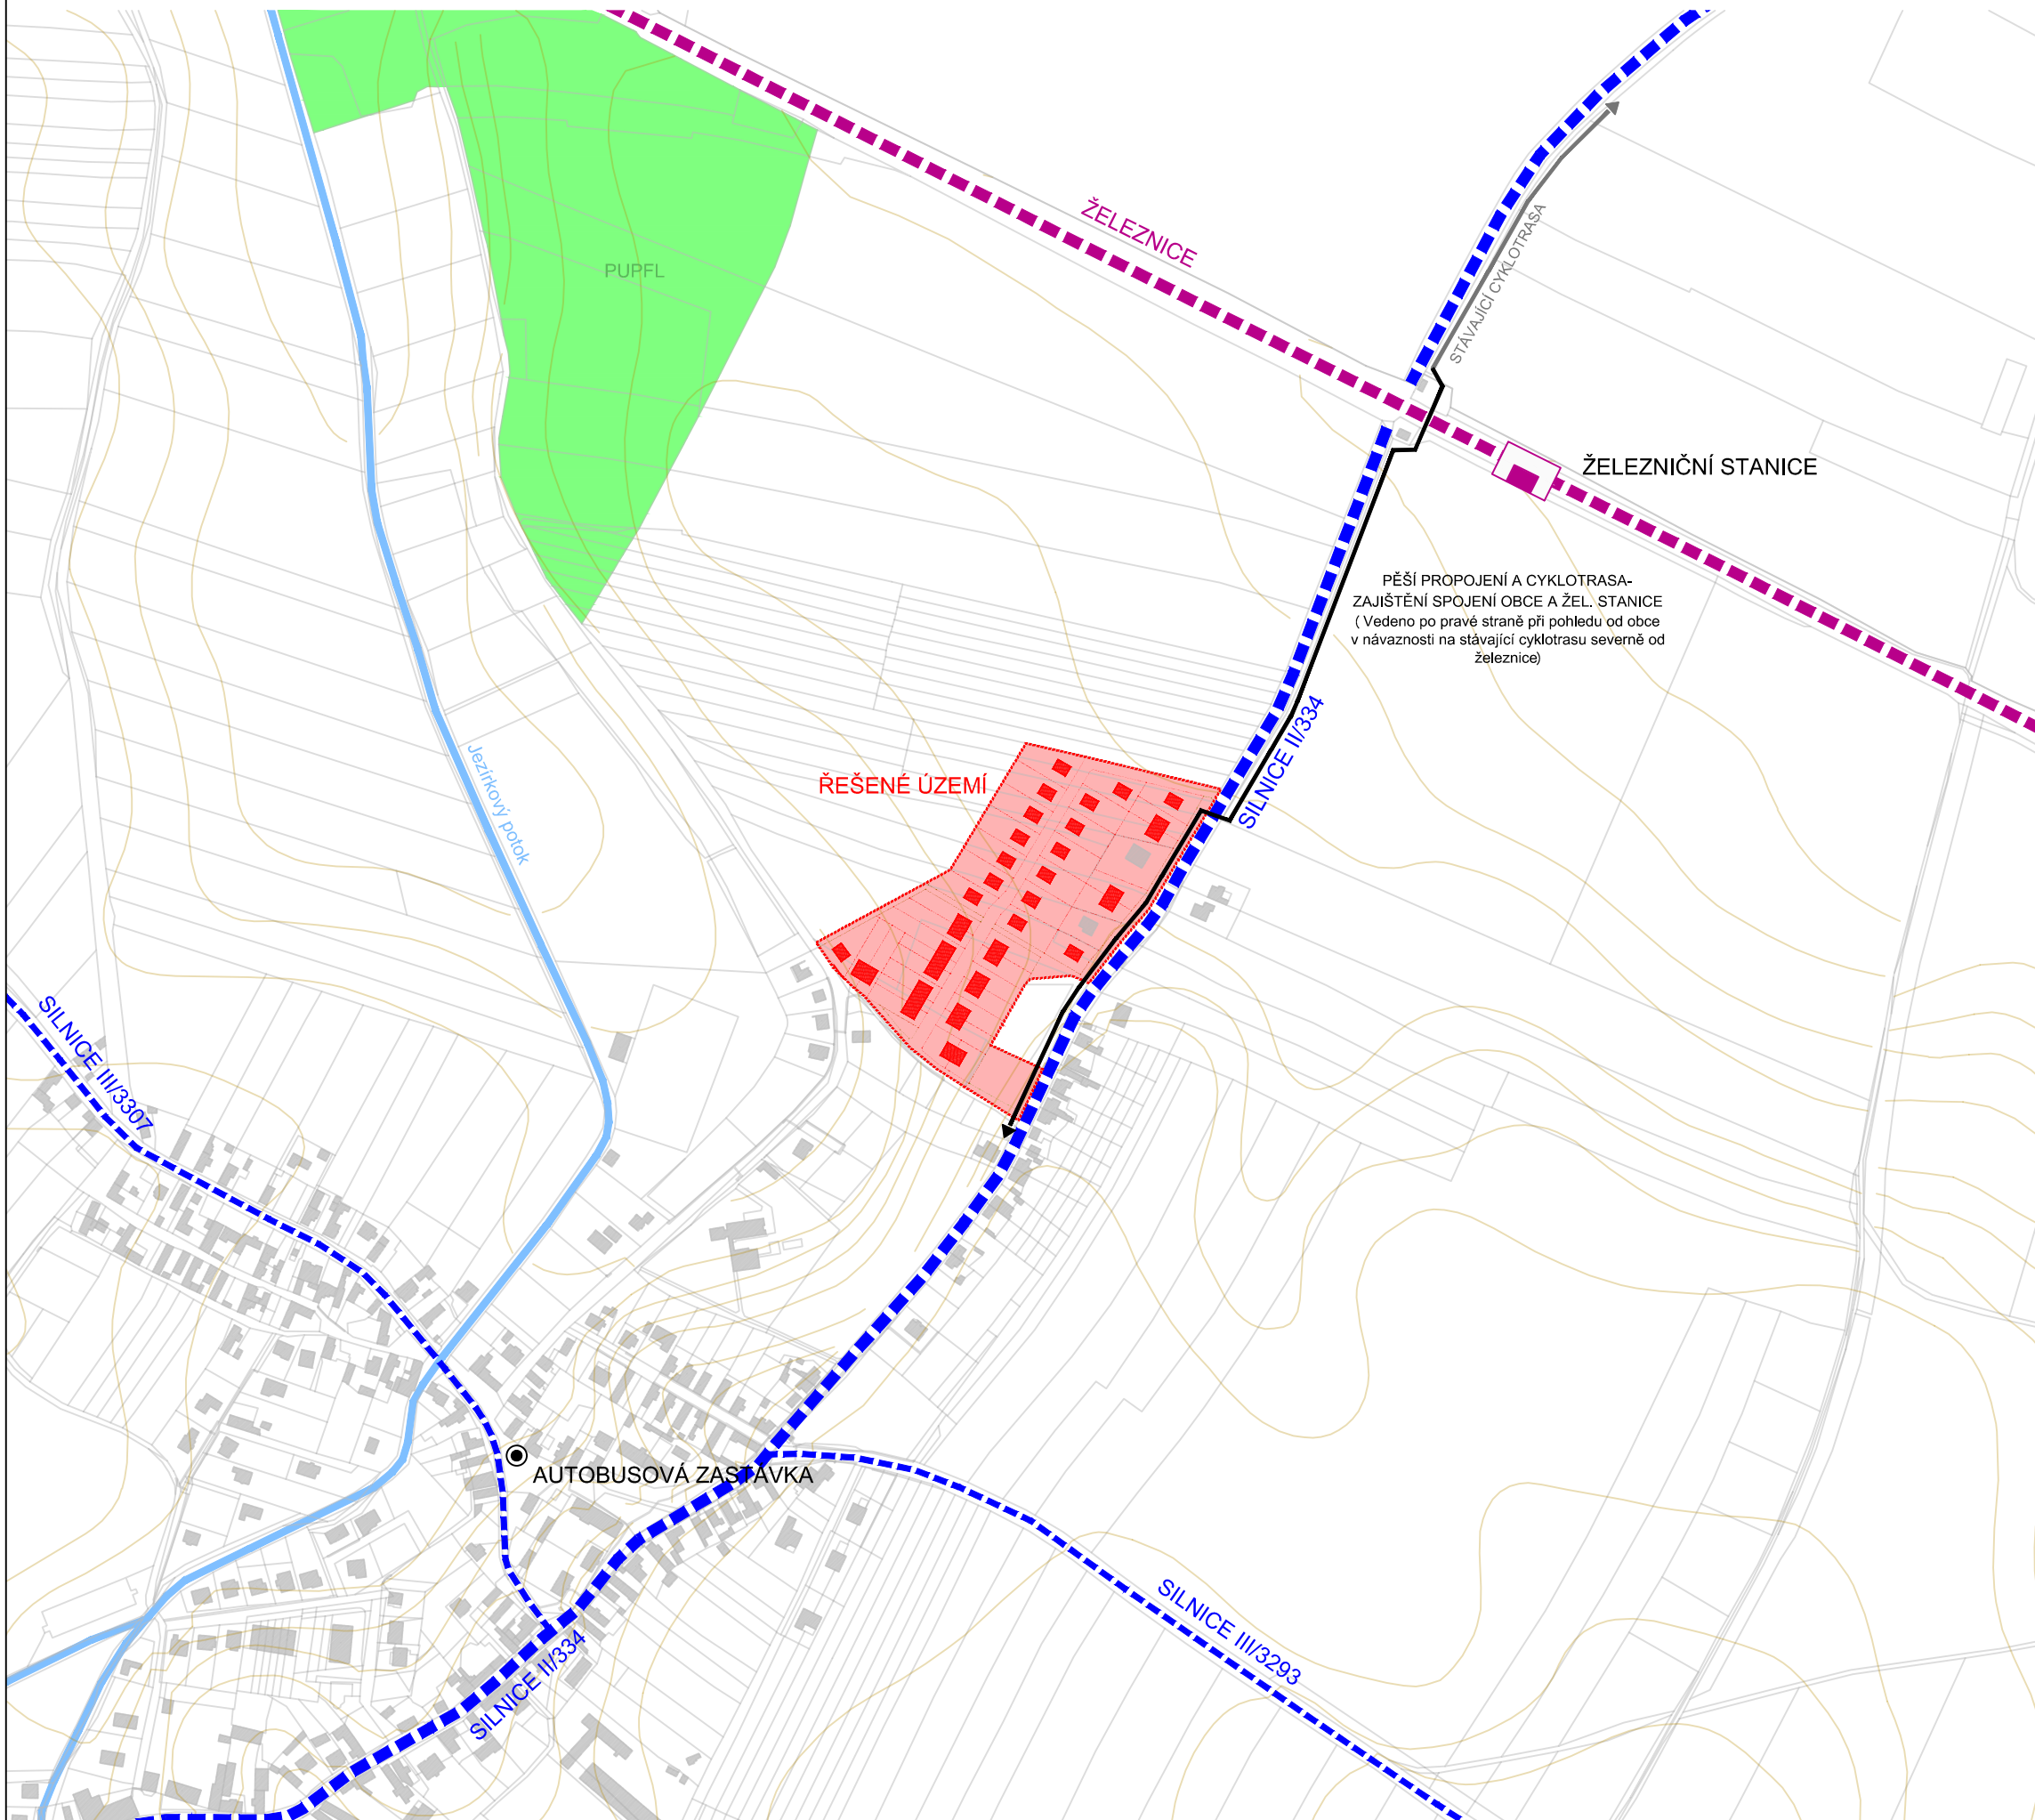 ŽELEZNICE
STÁVAJÍCÍ CYKLOTRASA
PUPFL
ŽELEZNIČNÍ STANICE
PĚŠÍ PROPOJENÍ A CYKLOTRASA-
ZAJIŠTĚNÍ SPOJENÍ OBCE A ŽEL. STANICE
( Vedeno po pravé straně při pohledu od obce
v návaznosti na stávající cyklotrasu severně od
železnice)
SILNICE II/334
Jezírkový potok
ŘEŠENÉ ÚZEMÍ
SILNICE III/3307
AUTOBUSOVÁ ZASTÁVKA
SILNICE III/3293
SILNICE II/334